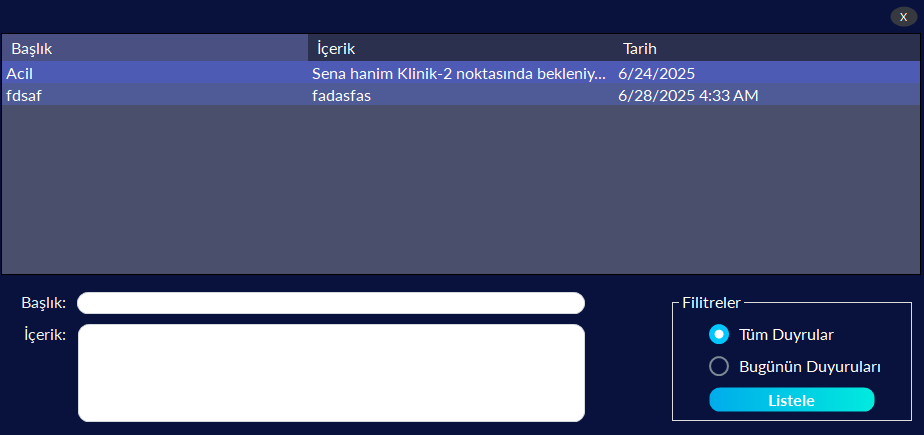 X
Başlık İçerik Tarih
Acil Sena hanim Klinik-2 noktasında bekleniy... 6/24/2025
fdsaf fadasfas 6/28/2025 4:33 AM
Başlık:
İçerik:
Filitreler
Tüm Duyrular
Bugünün Duyuruları
Listele